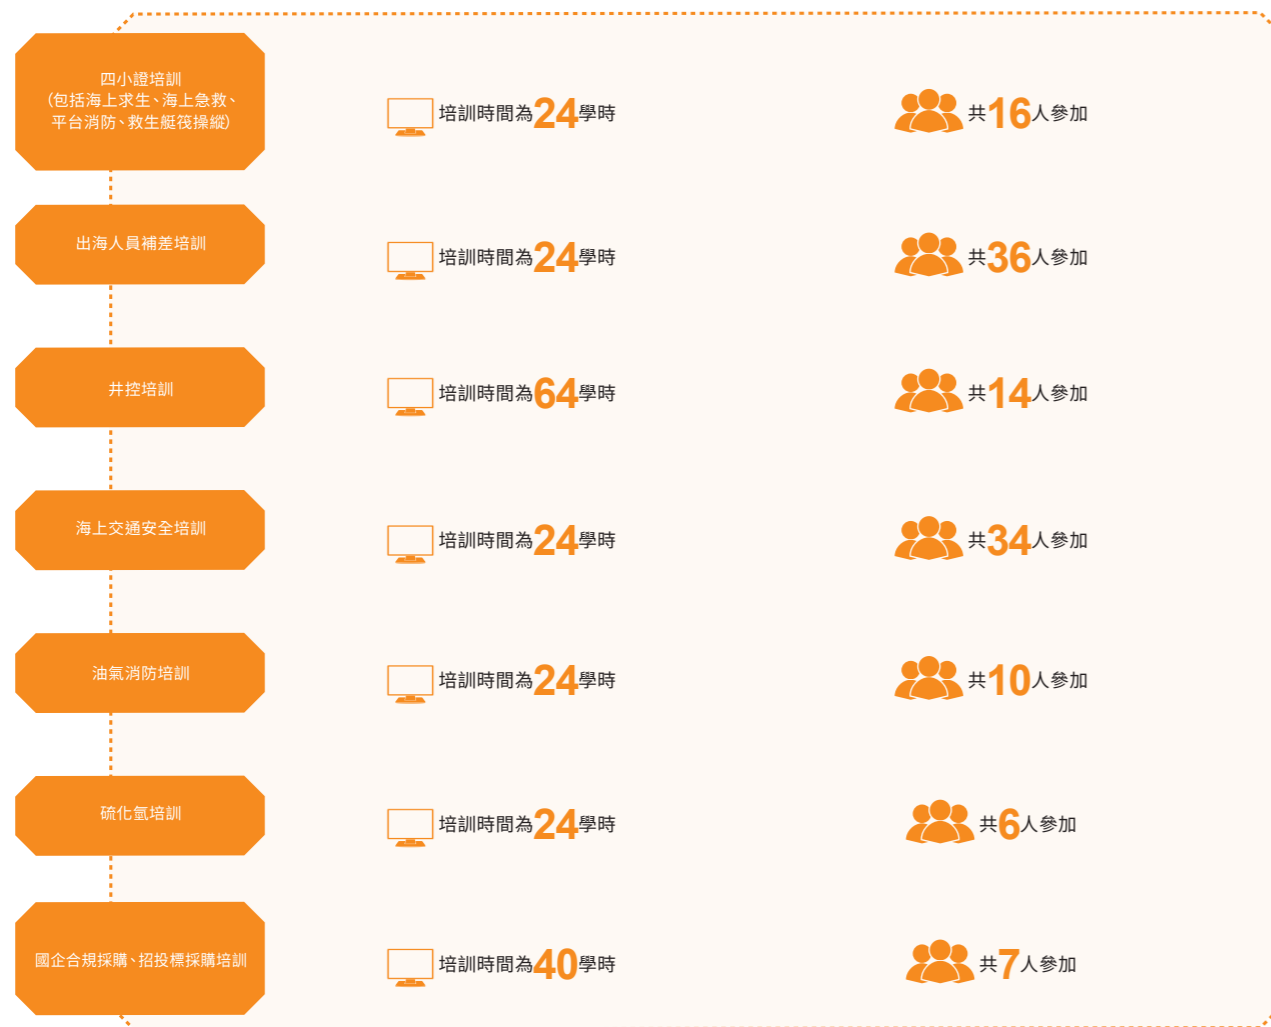 四小證培訓
（包括海上求生、海上急救、
平台消防、救生艇筏操縱）
培訓時間為24學時
共16人參加
出海人員補差培訓
培訓時間為24學時
共36人參加
井控培訓
培訓時間為64學時
共14人參加
海上交通安全培訓
培訓時間為24學時
共34人參加
油氣消防培訓
培訓時間為24學時
共10人參加
硫化氫培訓
培訓時間為24學時
共6人參加
國企合規採購、招投標採購培訓
培訓時間為40學時
共7人參加